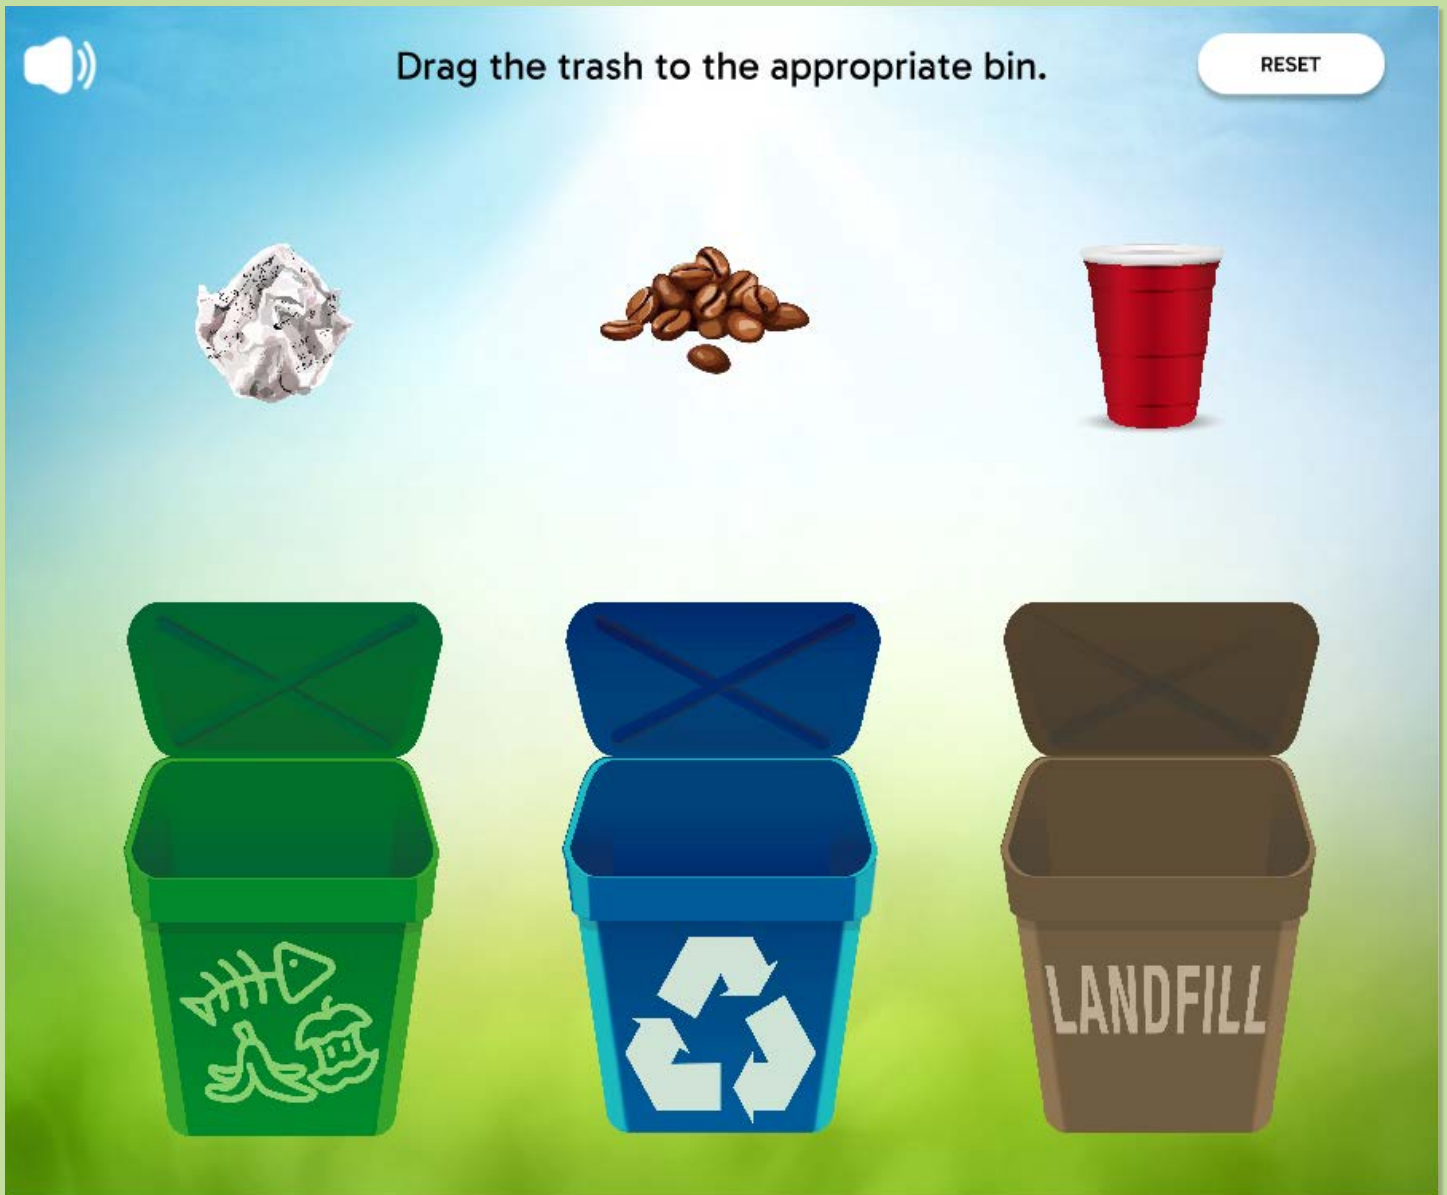 Drag the trash to the appropriate bin.
RESET
LANDFILL